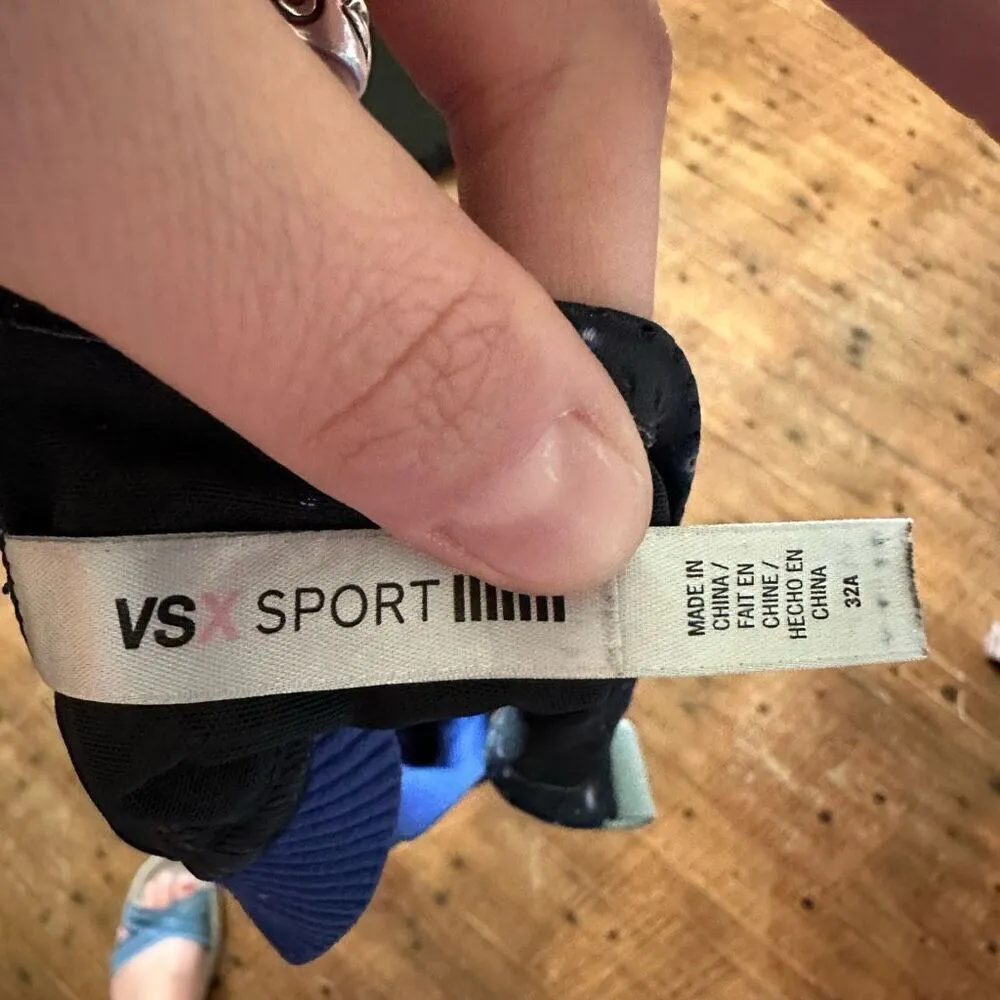 VSX SPORT
MADE IN
CHINA /
FAIT EN
CHINE /
HECHO EN
CHINA
32A